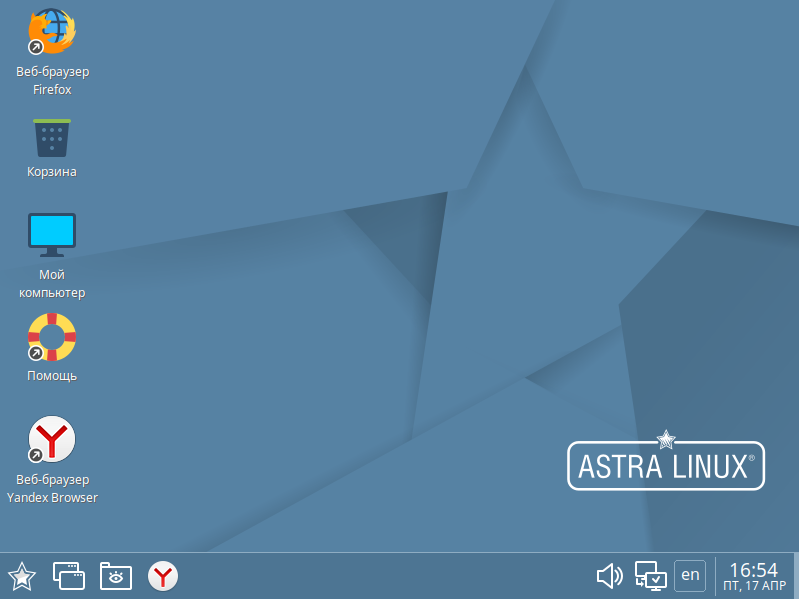 Веб-браузер
Firefox
Корзина
Мой
компьютер
Помощь
Веб-браузер
Yandex Browser
ASTRA LINUX®
en
16:54
ПТ, 17 АПР